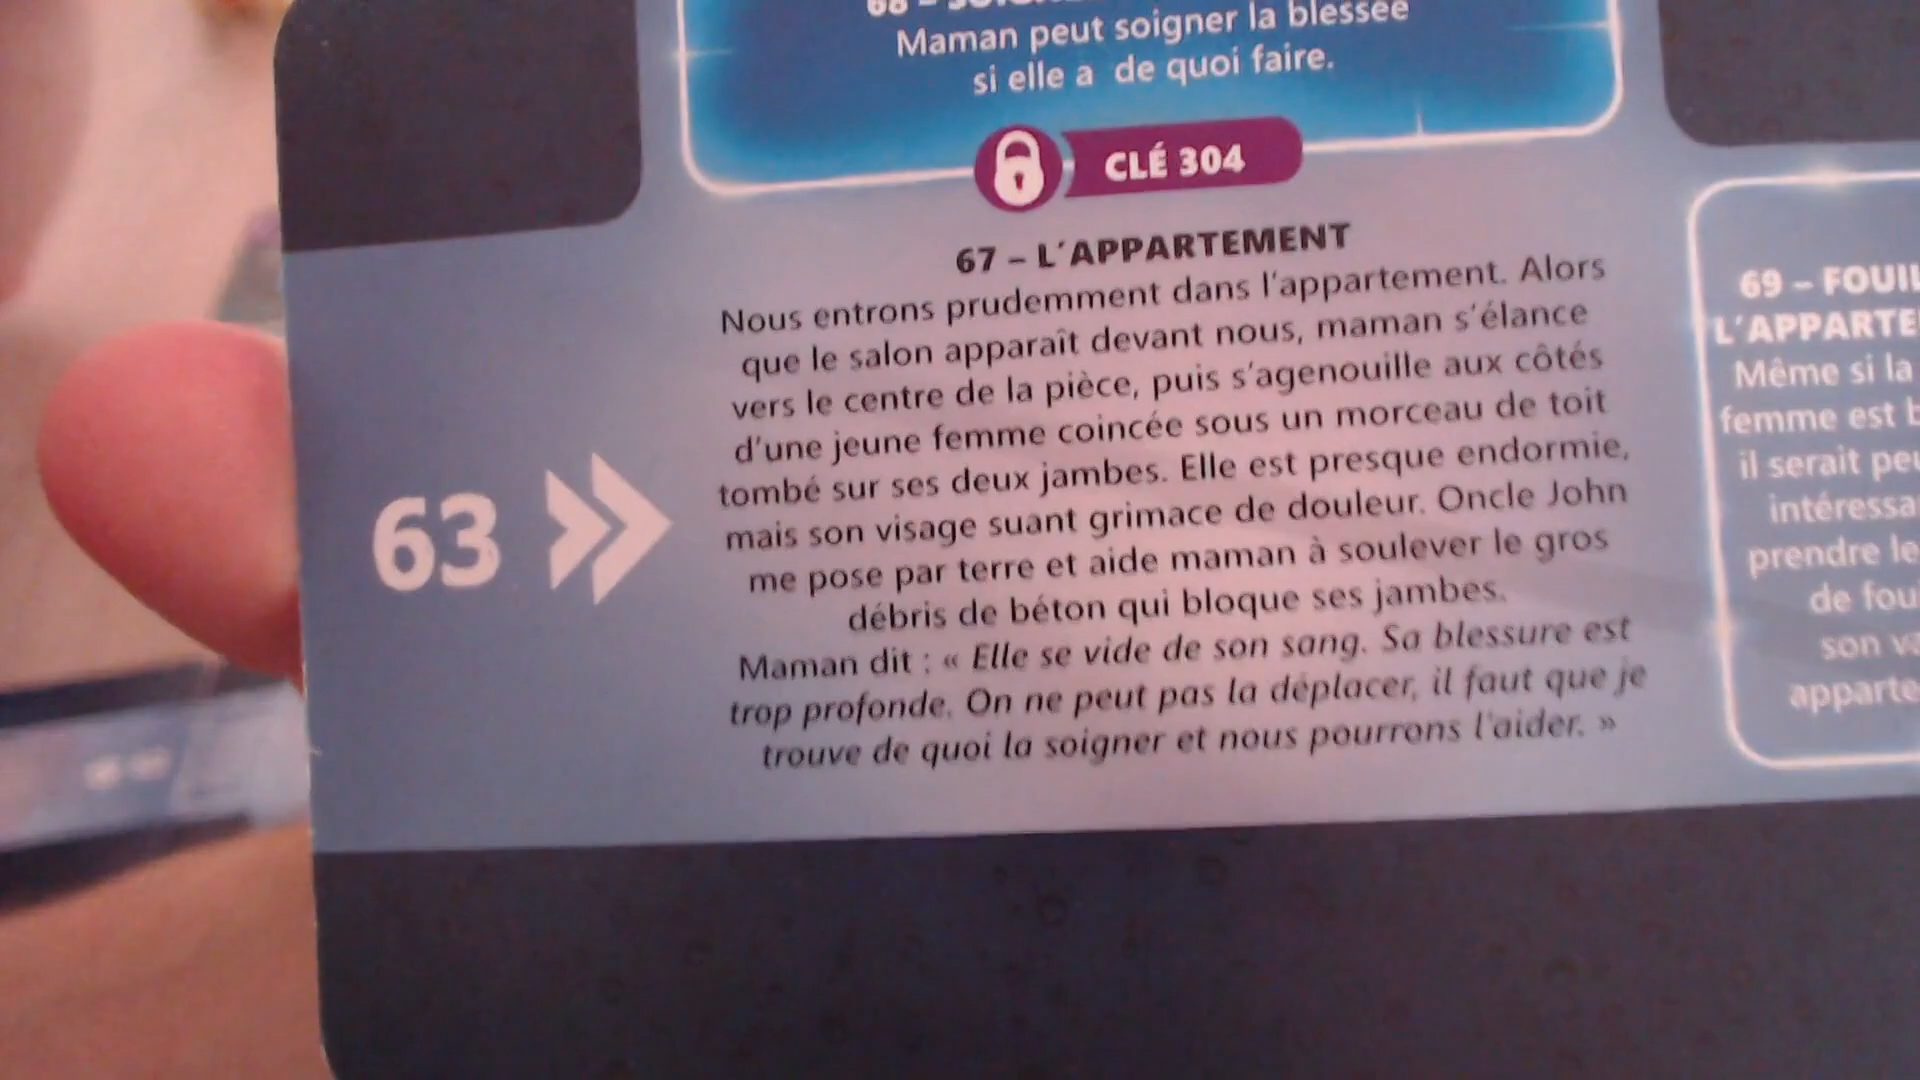 68 –
Maman peut soigner la blessée
si elle a de quoi faire.
CLÉ 304
67 – L'APPARTEMENT
Nous entrons prudemment dans l'appartement. Alors
que le salon apparaît devant nous, maman s'élance
vers le centre de la pièce, puis s'agenouille aux côtés
d'une jeune femme coincée sous un morceau de toit
tombé sur ses deux jambes. Elle est presque endormie,
mais son visage suant grimace de douleur. Oncle John
me pose par terre et aide maman à soulever le gros
débris de béton qui bloque ses jambes.
Maman dit : « Elle se vide de son sang. Sa blessure est
trop profonde. On ne peut pas la déplacer, il faut que je
trouve de quoi la soigner et nous pourrons l'aider. »
63
69 – FOUIL
L'APPARTE
Même si la
femme est b
il serait peu
intéressa
prendre le
de fou
son va
apparte